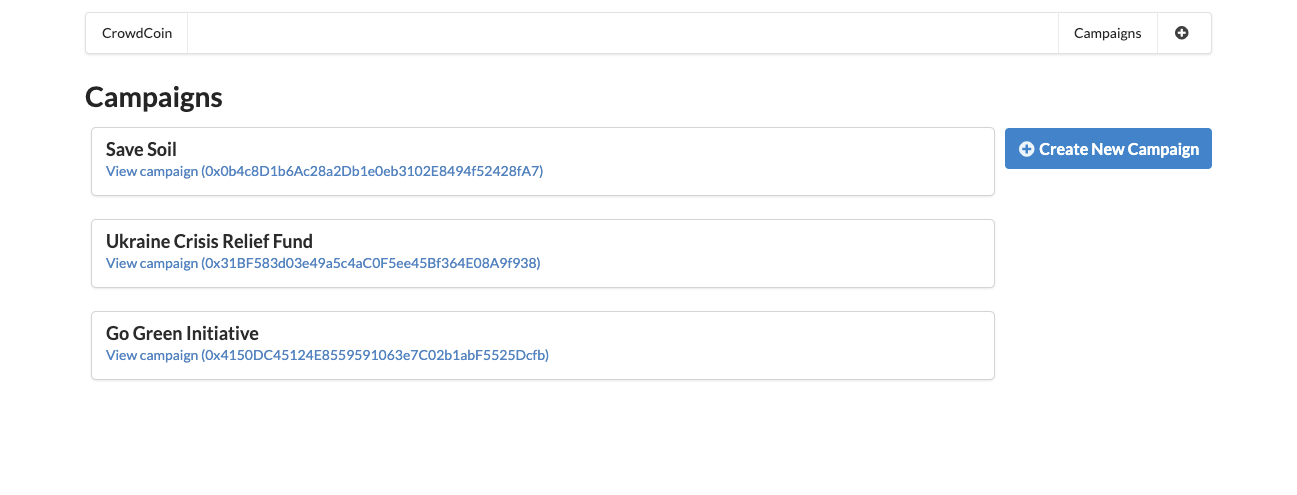 CrowdCoin
Campaigns
Campaigns
Save Soil
View campaign (0x0b4c8D1b6Ac28a2Db1e0eb3102E8494f52428fA7)
Create New Campaign
Ukraine Crisis Relief Fund
View campaign (0x31BF583d03e49a5c4aC0F5ee45Bf364E08A9f938)
Go Green Initiative
View campaign (0x4150DC45124E8559591063e7C02b1abF5525Dcfb)